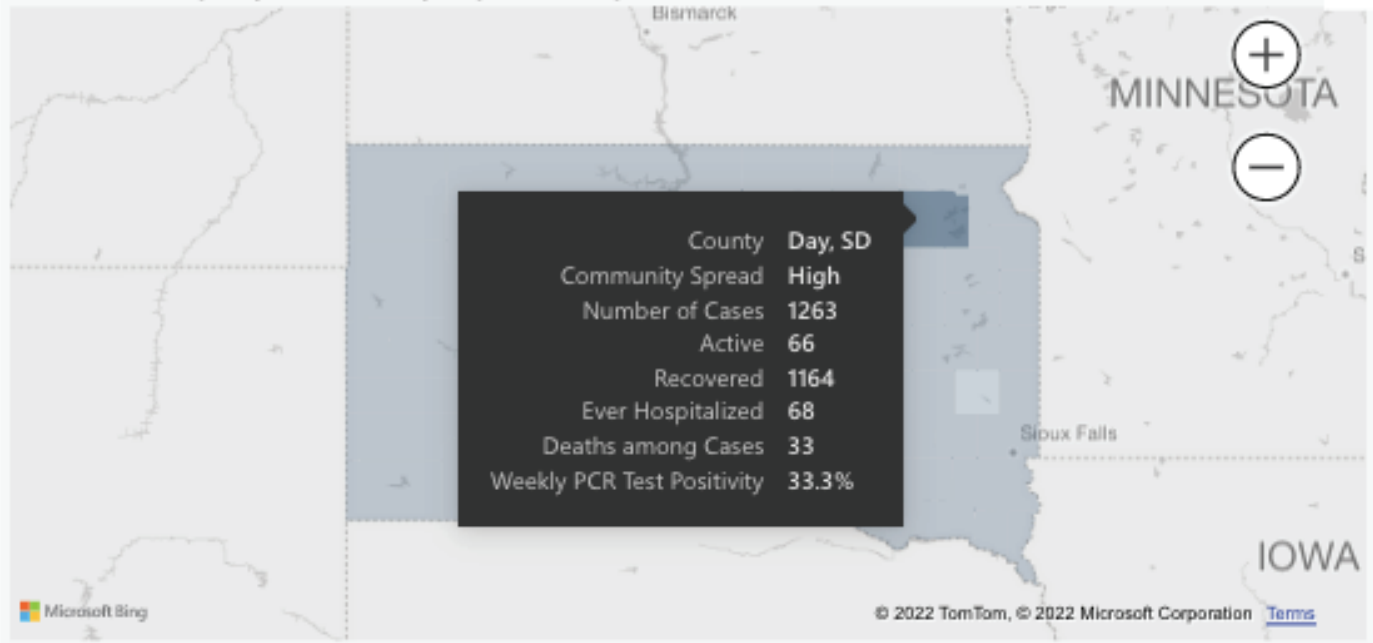 Bismarck
MINNESOTA
County Day, SD
Community Spread High
Number of Cases 1263
Active 66
Recovered 1164
Ever Hospitalized 68
Deaths among Cases 33
Weekly PCR Test Positivity 33.3%
Sioux Falls
IOWA
Microsoft Bing
© 2022 TomTom, © 2022 Microsoft Corporation Terms